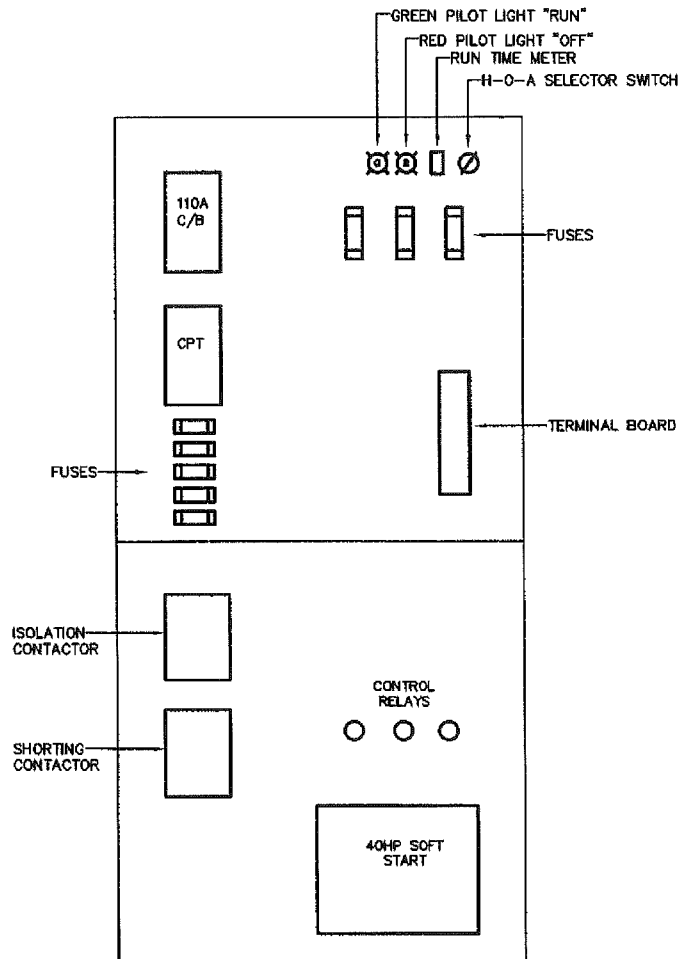 GREEN PILOT LIGHT "RUN"
RED PILOT LIGHT "OFF"
RUN TIME METER
H-O-A SELECTOR SWITCH
G R
110A
C/B
FUSES
CPT
TERMINAL BOARD
FUSES
ISOLATION
CONTACTOR
CONTROL
RELAYS
SHORTING
CONTACTOR
40HP SOFT
START